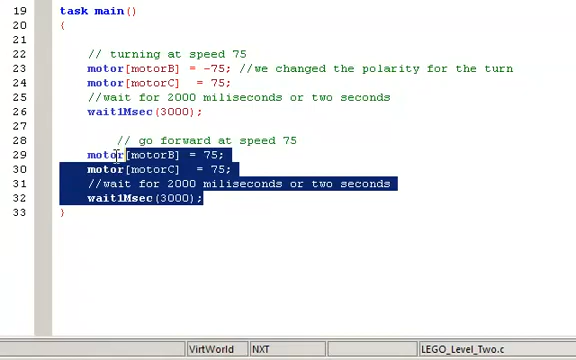 19 task main()
20 {
21
22 // turning at speed 75
23 motor[motorB] = -75; //we changed the polarity for the turn
24 motor[motorC] = 75;
25 //wait for 2000 miliseconds or two seconds
26 wait1Msec(3000);
27
28 // go forward at speed 75
29 motor[motorB] = 75;
30 motor[motorC] = 75;
31 //wait for 2000 miliseconds or two seconds
32 wait1Msec(3000);
33 }
VirtWorld NXT LEGO_Level_Two.c